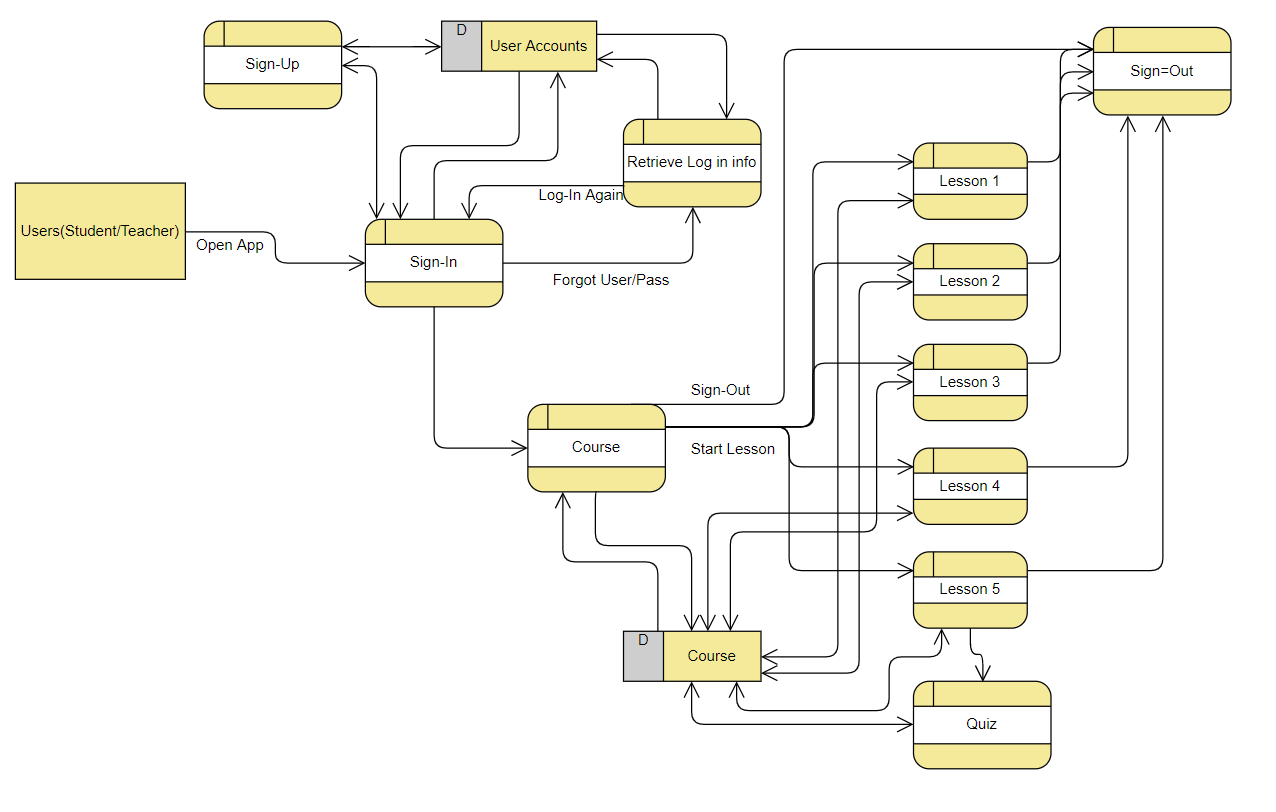 D
User Accounts
Sign-Up
Sign=Out
Retrieve Log in info
Lesson 1
Log-In Again
Users(Student/Teacher)
Open App
Sign-In
Forgot User/Pass
Lesson 2
Lesson 3
Sign-Out
Course
Start Lesson
Lesson 4
Lesson 5
D
Course
Quiz